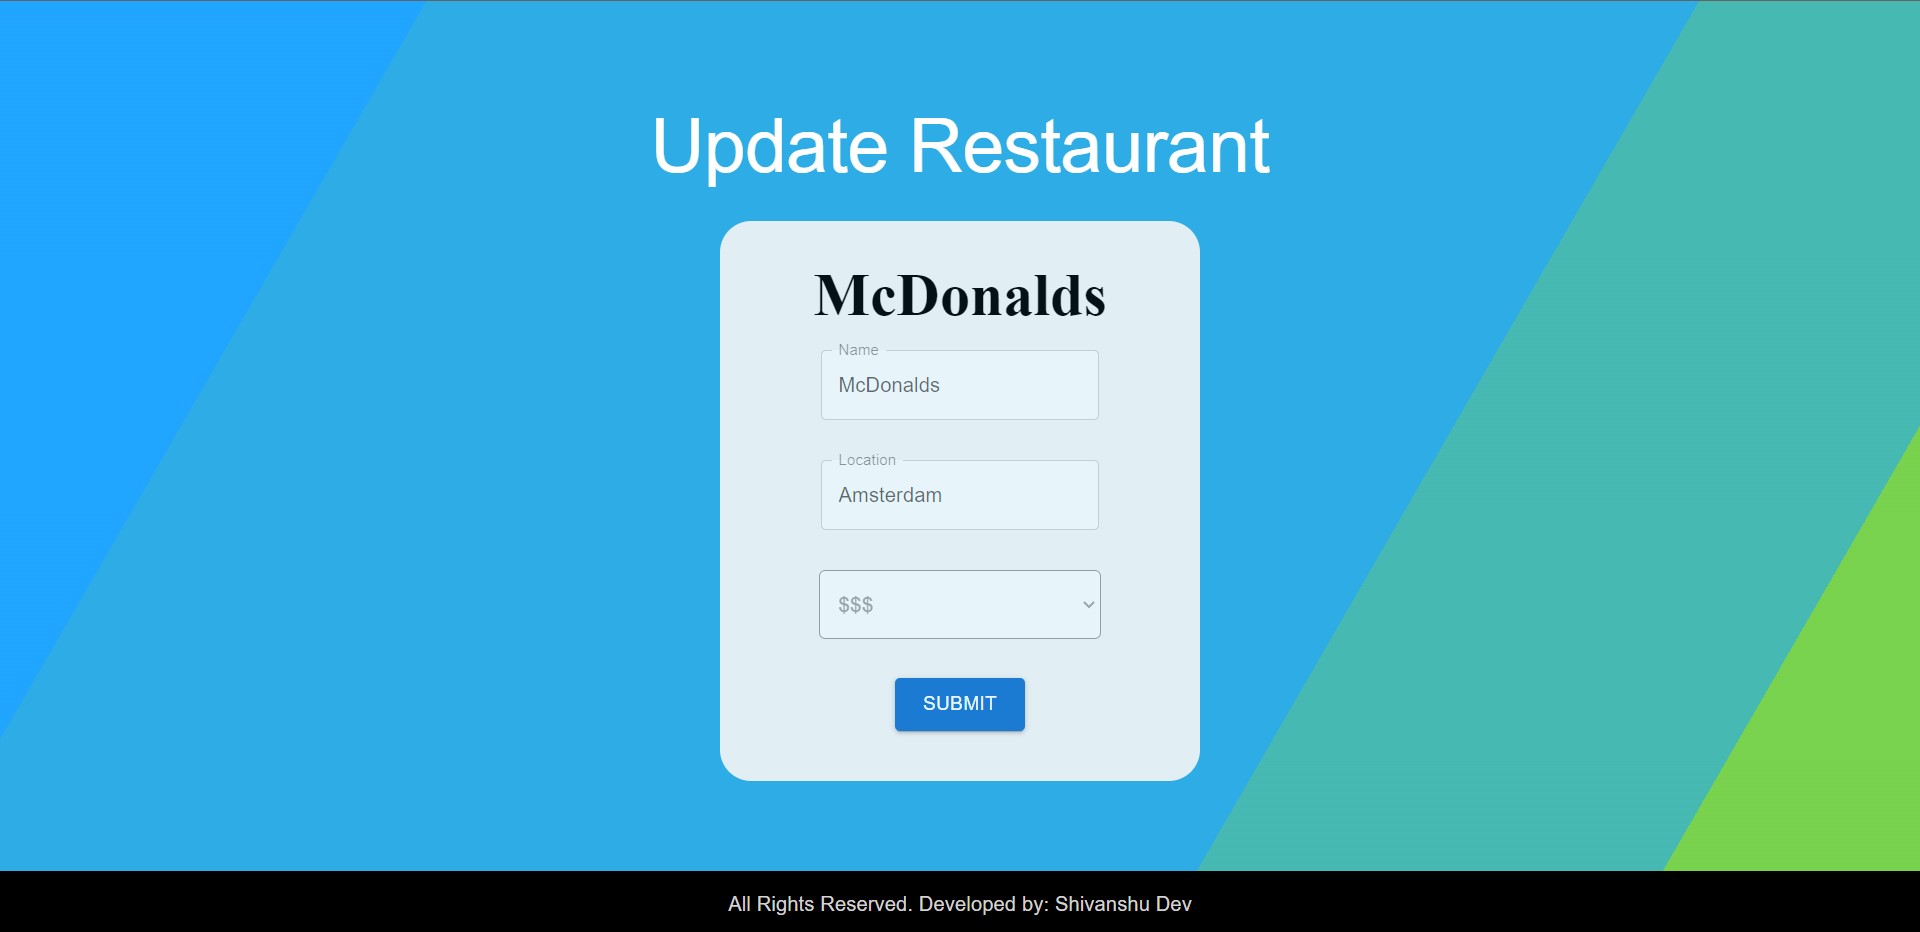 Update Restaurant
McDonalds
Name
McDonalds
Location
Amsterdam
$$$
SUBMIT
All Rights Reserved. Developed by: Shivanshu Dev